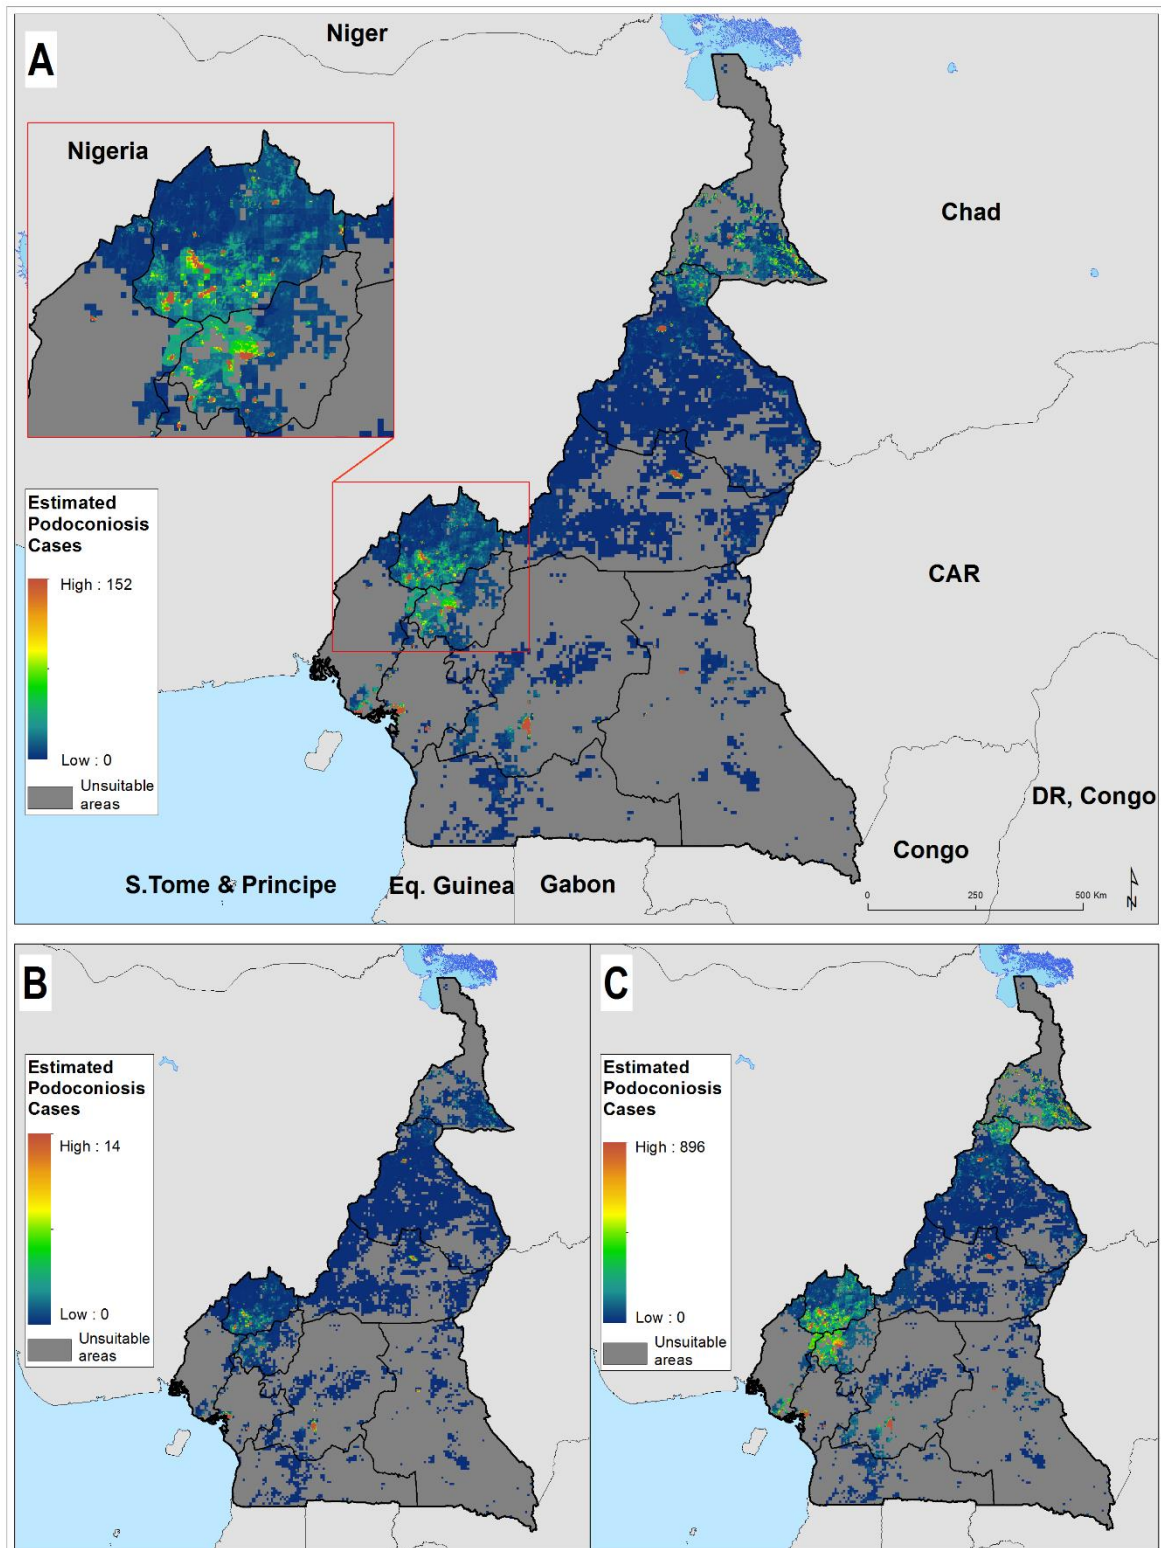 A
Niger
Nigeria
Chad
Estimated
Podoconiosis
Cases
High : 152
Low : 0
Unsuitable
areas
CAR
DR, Congo
Congo
S.Tome & Principe
Eq. Guinea
Gabon
0 250 500 Km
N
B
Estimated
Podoconiosis
Cases
High : 14
Low : 0
Unsuitable
areas
C
Estimated
Podoconiosis
Cases
High : 896
Low : 0
Unsuitable
areas